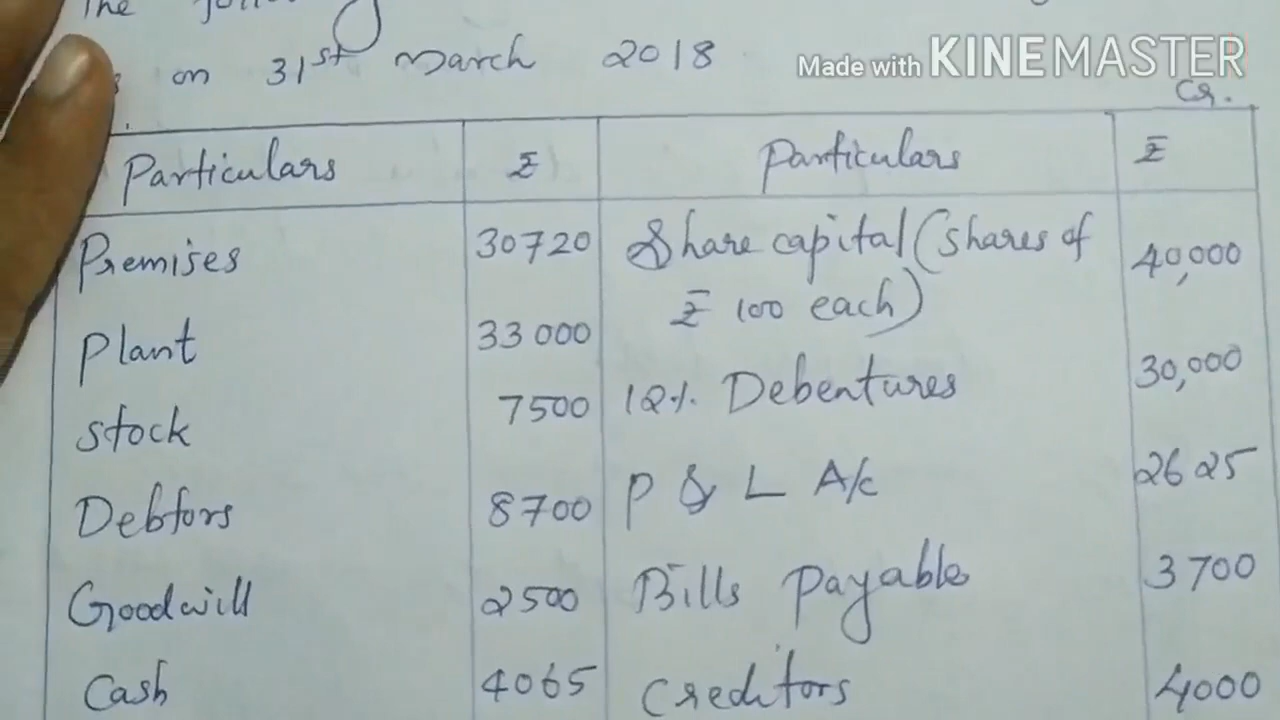 The
on 31st March 2018
Made with KINEMASTER
Cr.
Particulars ₹ Particulars ₹
Premises 30720 Share capital (shares of ₹ 100 each) 40,000
Plant 33000 12% Debentures 30,000
Stock 7500 P & L A/c 2625
Debtors 8700 Bills Payable 3700
Goodwill 2500 Creditors 4000
Cash 4065